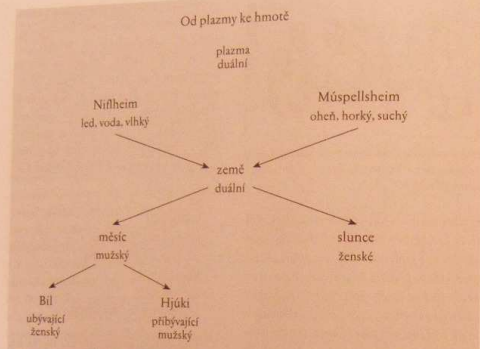 Od plazmy ke hmotě
plazma
duální
Niflheim
led, voda, vlhký
Múspellsheim
oheň, horký, suchý
země
duální
měsíc
mužský
slunce
ženské
Bil
ubývající
ženský
Hjúki
přibývající
mužský